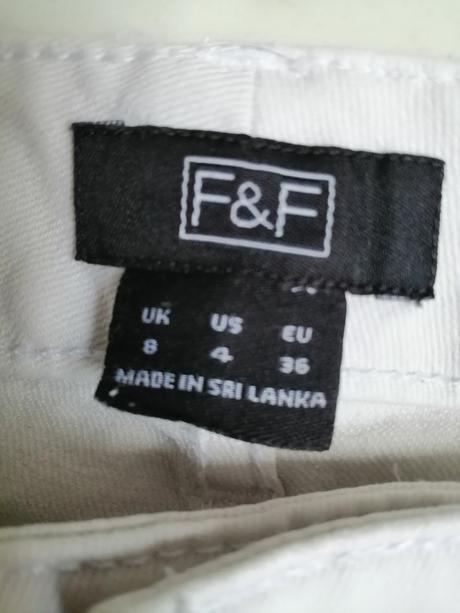 F&F
UK US EU
8 4 36
MADE IN SRI LANKA